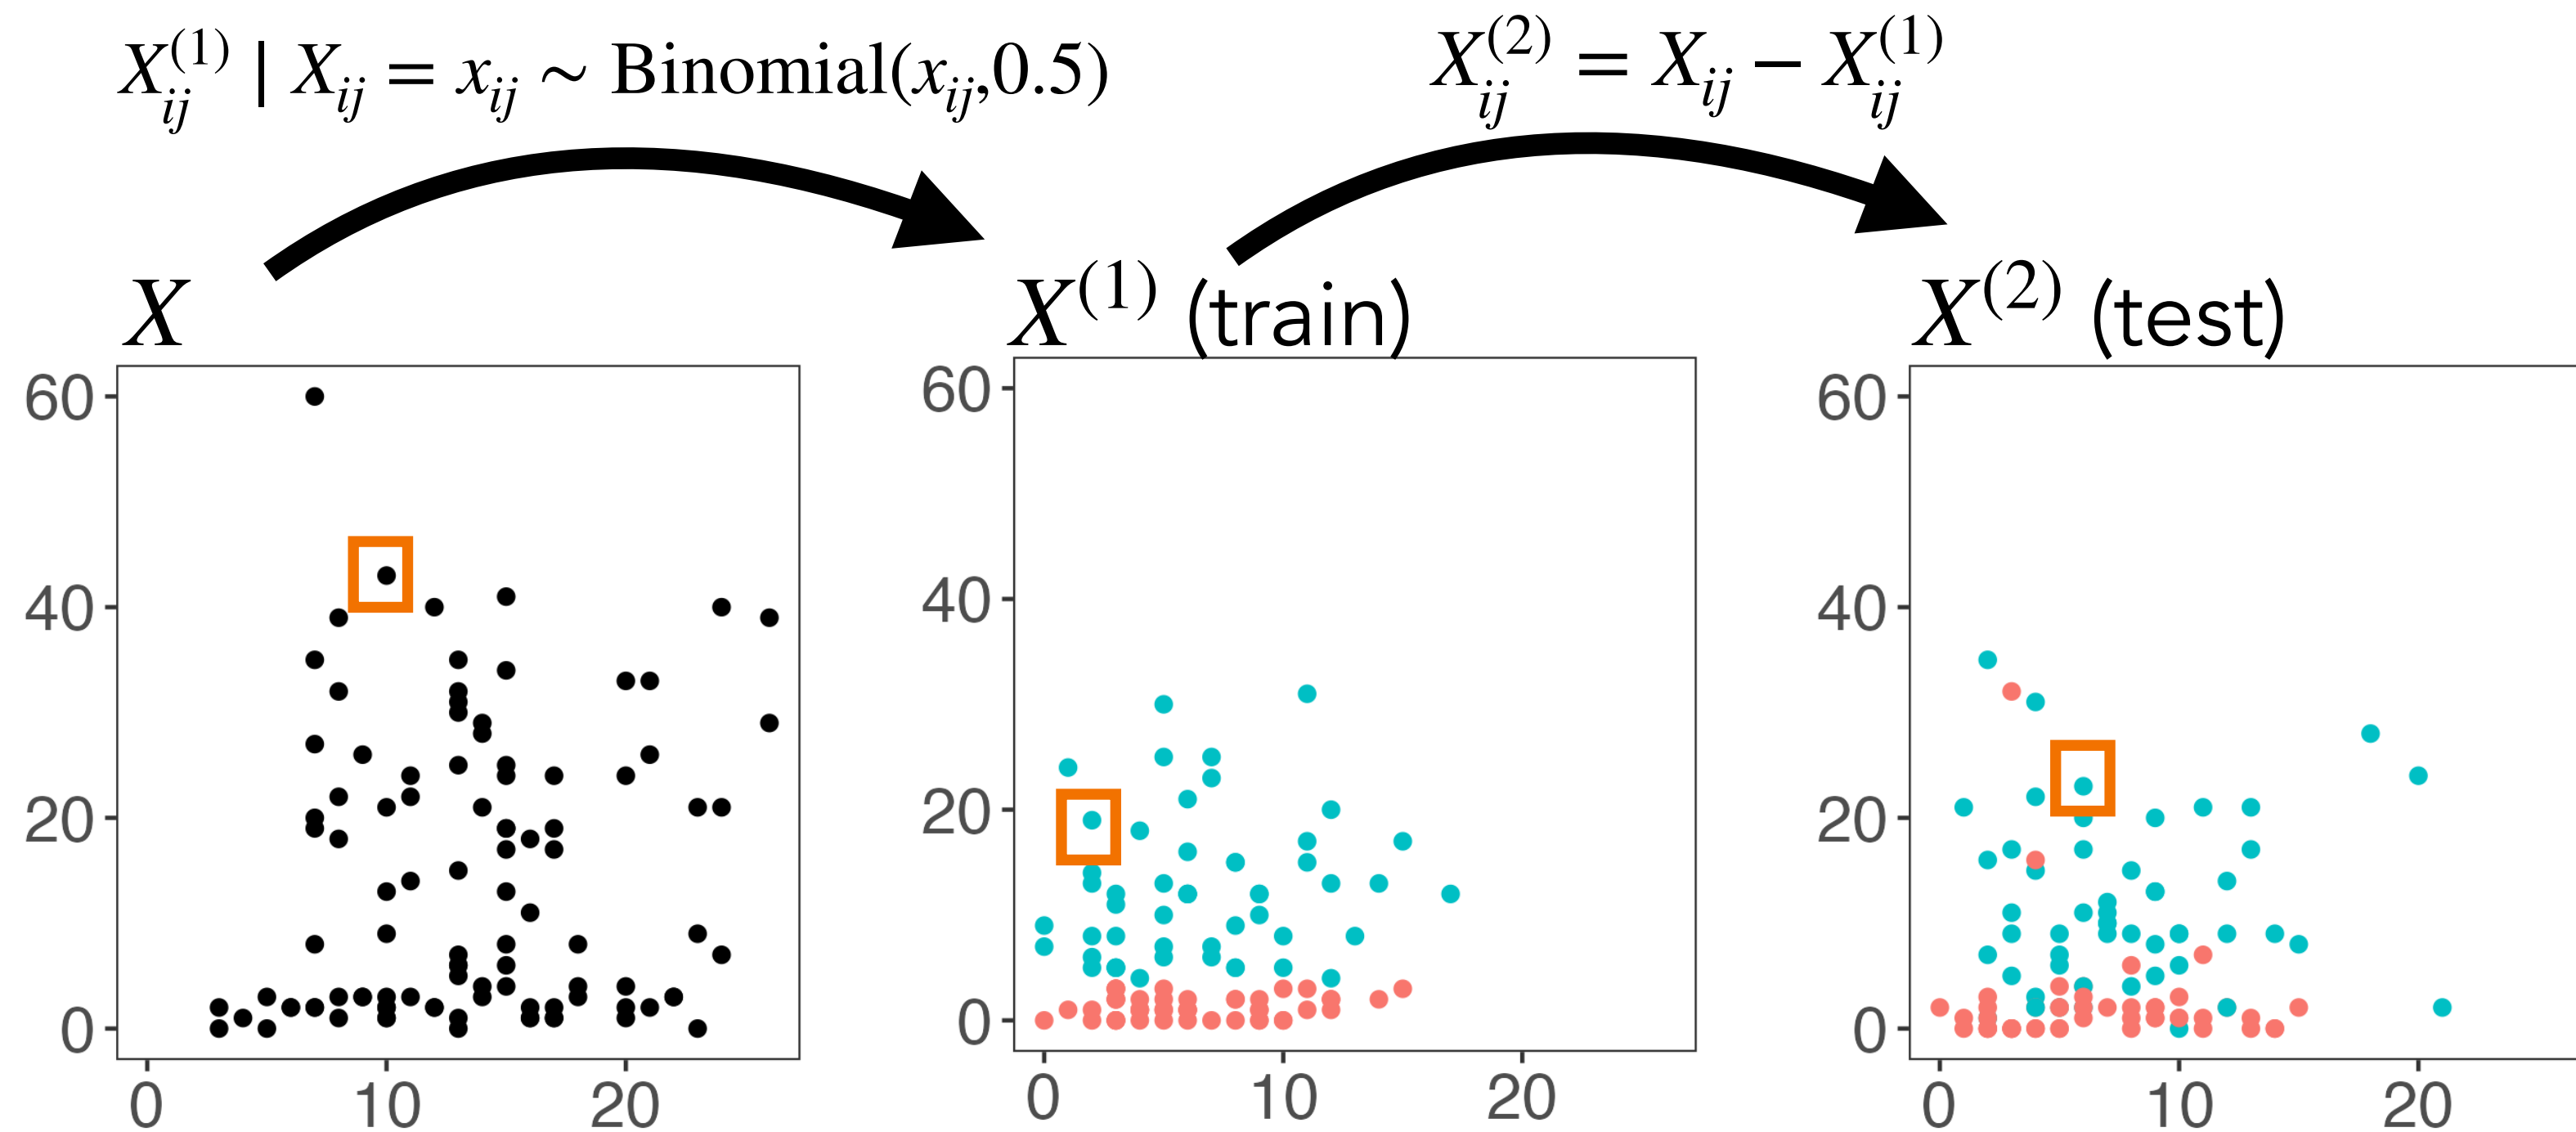 X_{ij}^{(1)} | X_{ij} = x_{ij} ∼ Binomial(x_{ij},0.5)
X_{ij}^{(2)} = X_{ij} − X_{ij}^{(1)}
X
X^{(1)} (train)
X^{(2)} (test)
60
40
20
0
0 10 20
60
40
20
0
0 10 20
60
40
20
0
0 10 20